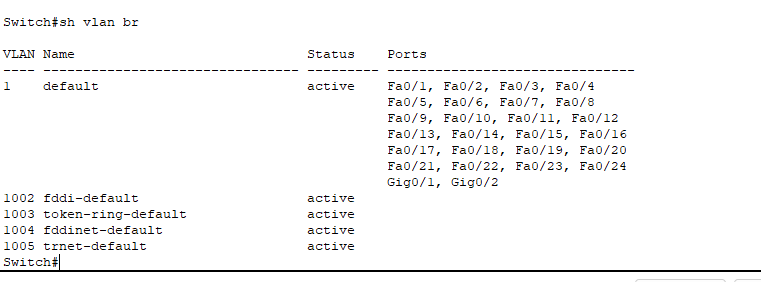 Switch#sh vlan br
VLAN Name Status Ports
---- -------------------------------- --------- -------------------------------
1 default active Fa0/1, Fa0/2, Fa0/3, Fa0/4
Fa0/5, Fa0/6, Fa0/7, Fa0/8
Fa0/9, Fa0/10, Fa0/11, Fa0/12
Fa0/13, Fa0/14, Fa0/15, Fa0/16
Fa0/17, Fa0/18, Fa0/19, Fa0/20
Fa0/21, Fa0/22, Fa0/23, Fa0/24
Gig0/1, Gig0/2
1002 fddi-default active
1003 token-ring-default active
1004 fddinet-default active
1005 trnet-default active
Switch#